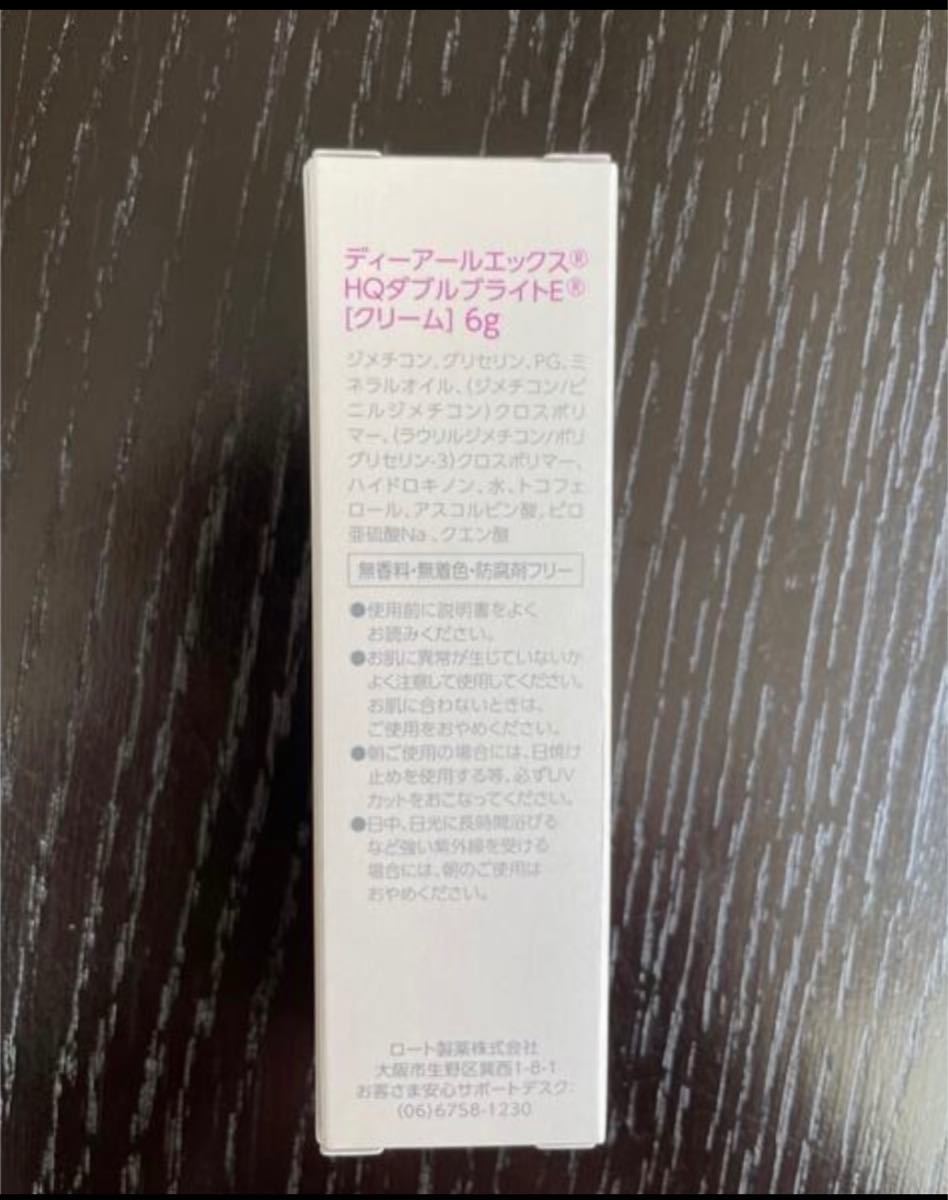 ディーアールエックス®
HQダブルブライトE®
[クリーム] 6g
ジメチコン、グリセリン、PG、ミ
ネラルオイル、(ジメチコン/ビ
ニルジメチコン)クロスポリ
マー、(ラウリルジメチコン/ポリ
グリセリン-3)クロスポリマー、
ハイドロキノン、水、トコフェ
ロール、アスコルビン酸、ピロ
亜硫酸Na、クエン酸
無香料・無着色・防腐剤フリー
●使用前に説明書をよく
お読みください。
●お肌に異常が生じていないか
よく注意して使用してください。
お肌に合わないときは、
ご使用をおやめください。
●朝ご使用の場合には、日焼け
止めを使用する等、必ずUV
カットをおこなってください。
●日中、日光に長時間浴びる
など強い紫外線を受ける
場合には、朝のご使用は
おやめください。
ロート製薬株式会社
大阪市生野区巽西1-8-1
お客さま安心サポートデスク:
(06)6758-1230